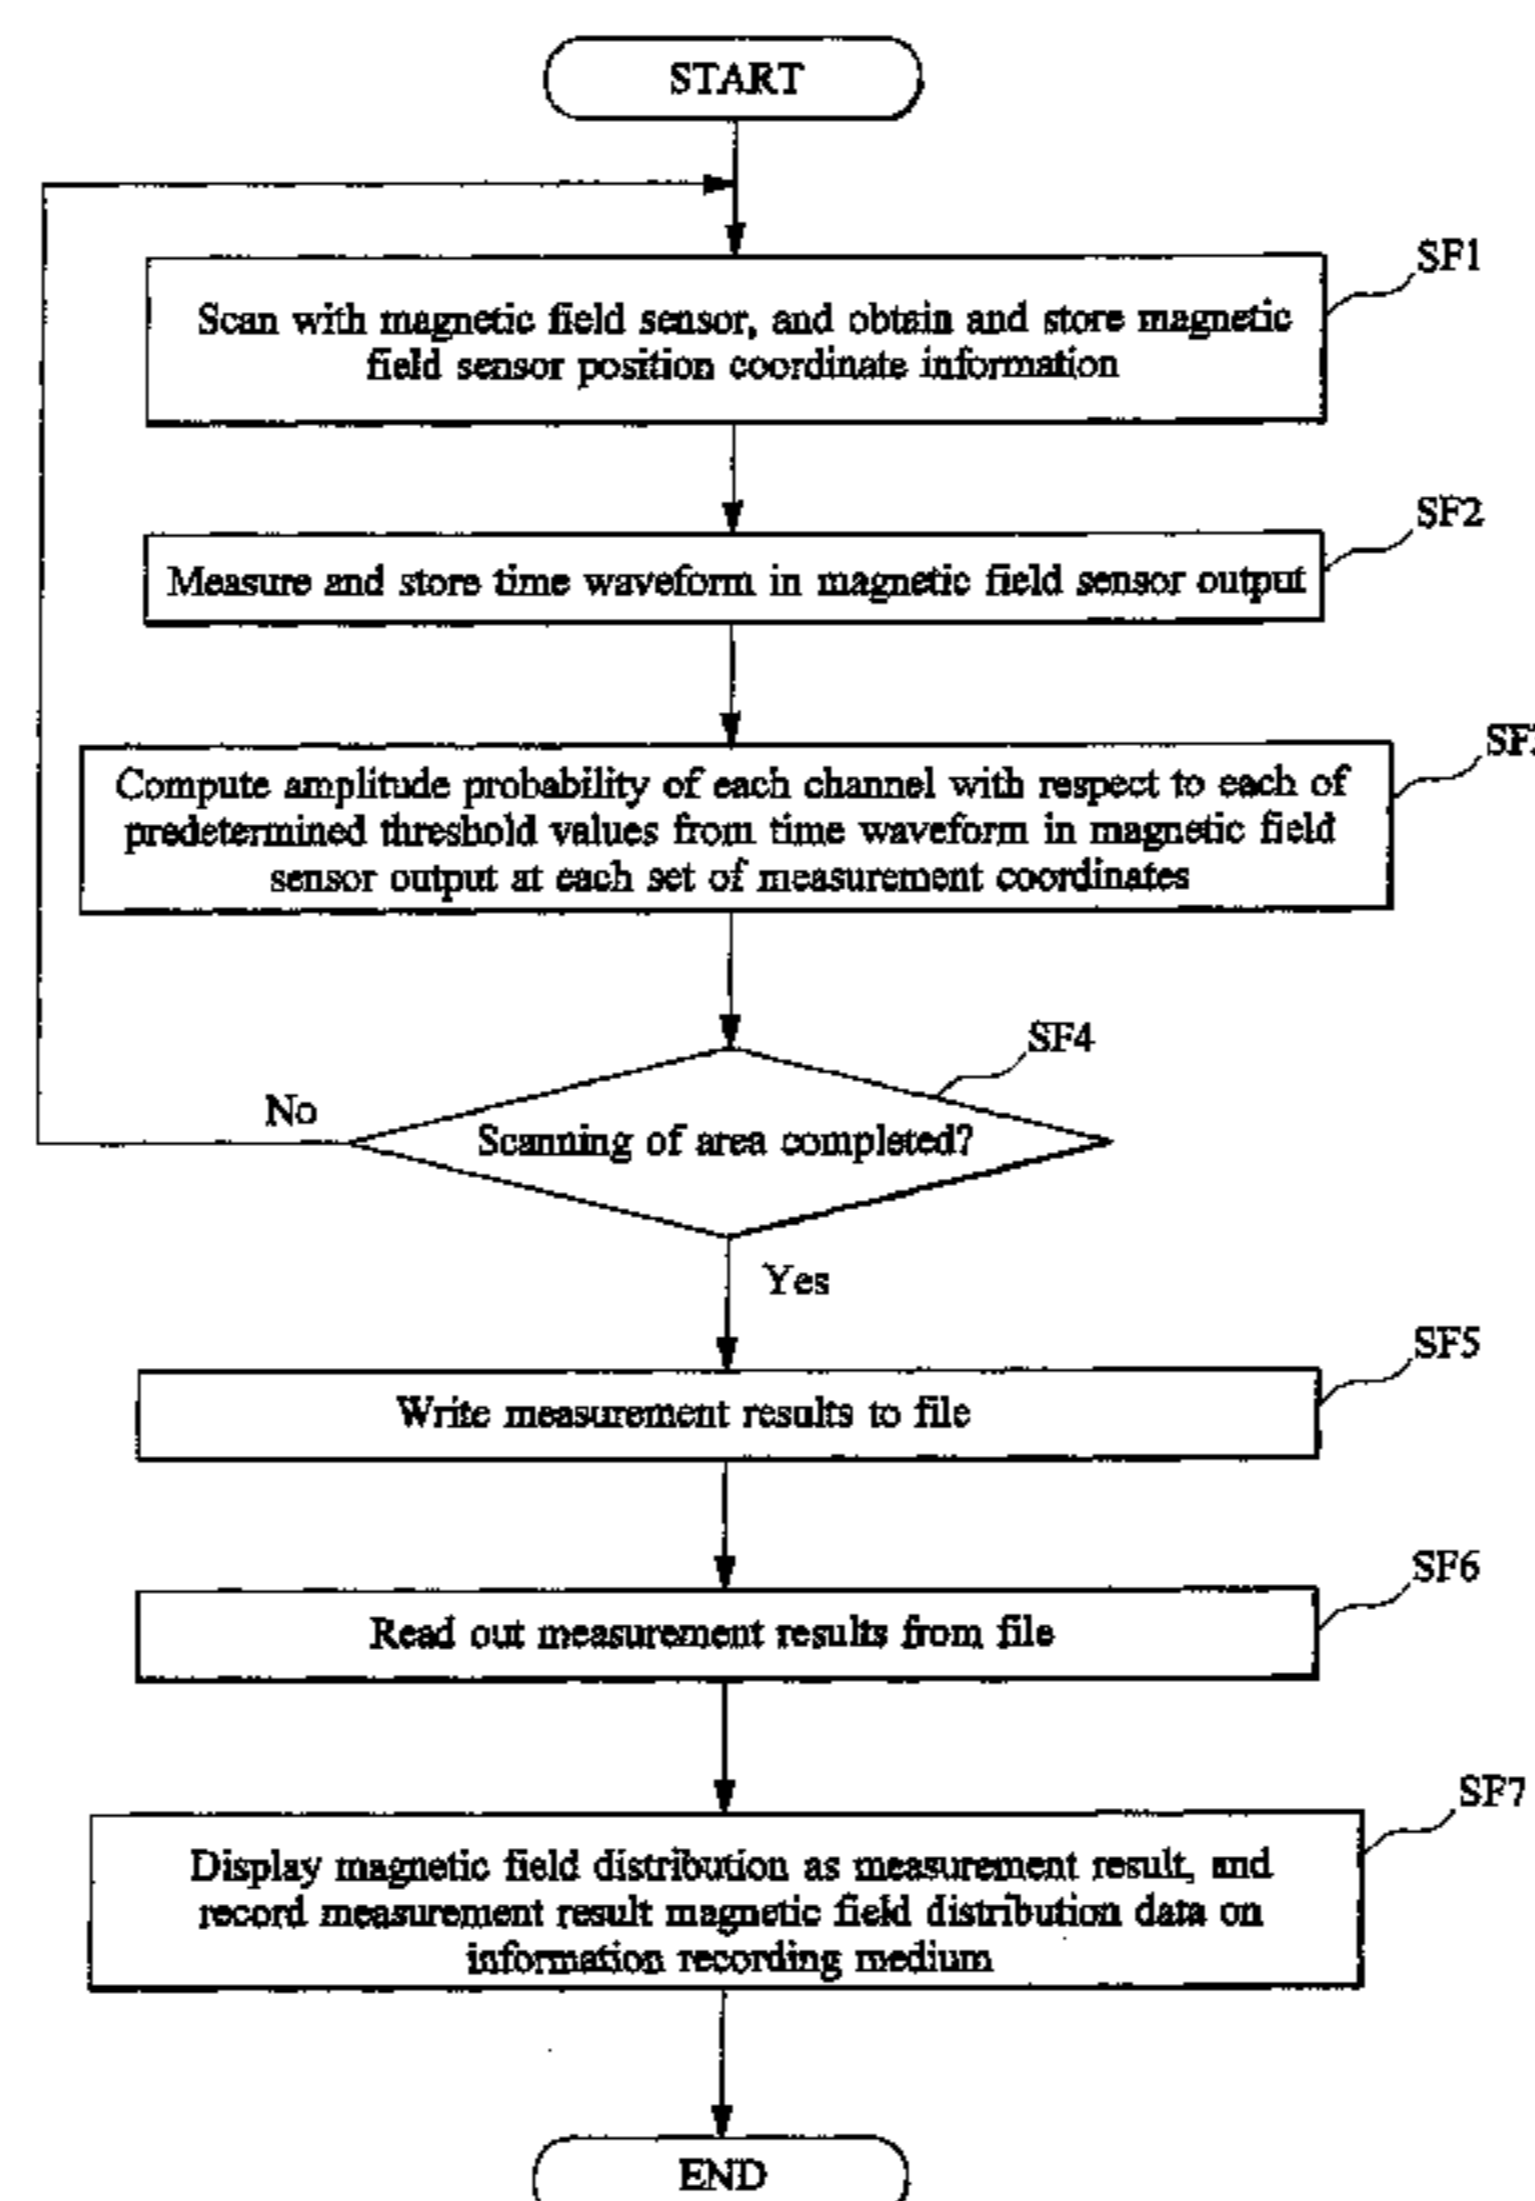 START
SF1
Scan with magnetic field sensor, and obtain and store magnetic
field sensor position coordinate information
SF2
Measure and store time waveform in magnetic field sensor output
Compute amplitude probability of each channel with respect to each of
predetermined threshold values from time waveform in magnetic field
sensor output at each set of measurement coordinates
SF4
No
Scanning of area completed?
Yes
SF5
Write measurement results to file
SF6
Read out measurement results from file
SF7
Display magnetic field distribution as measurement result, and
record measurement result magnetic field distribution data on
information recording medium
END